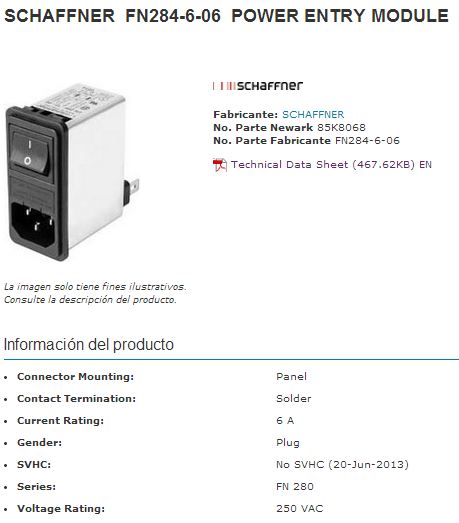 SCHAFFNER FN284-6-06 POWER ENTRY MODULE
schaffner
Fabricante: SCHAFFNER
No. Parte Newark 85K8068
No. Parte Fabricante FN284-6-06
Technical Data Sheet (467.62KB) EN
La imagen solo tiene fines ilustrativos.
Consulte la descripción del producto.
Información del producto
• Connector Mounting: Panel
• Contact Termination: Solder
• Current Rating: 6 A
• Gender: Plug
• SVHC: No SVHC (20-Jun-2013)
• Series: FN 280
• Voltage Rating: 250 VAC